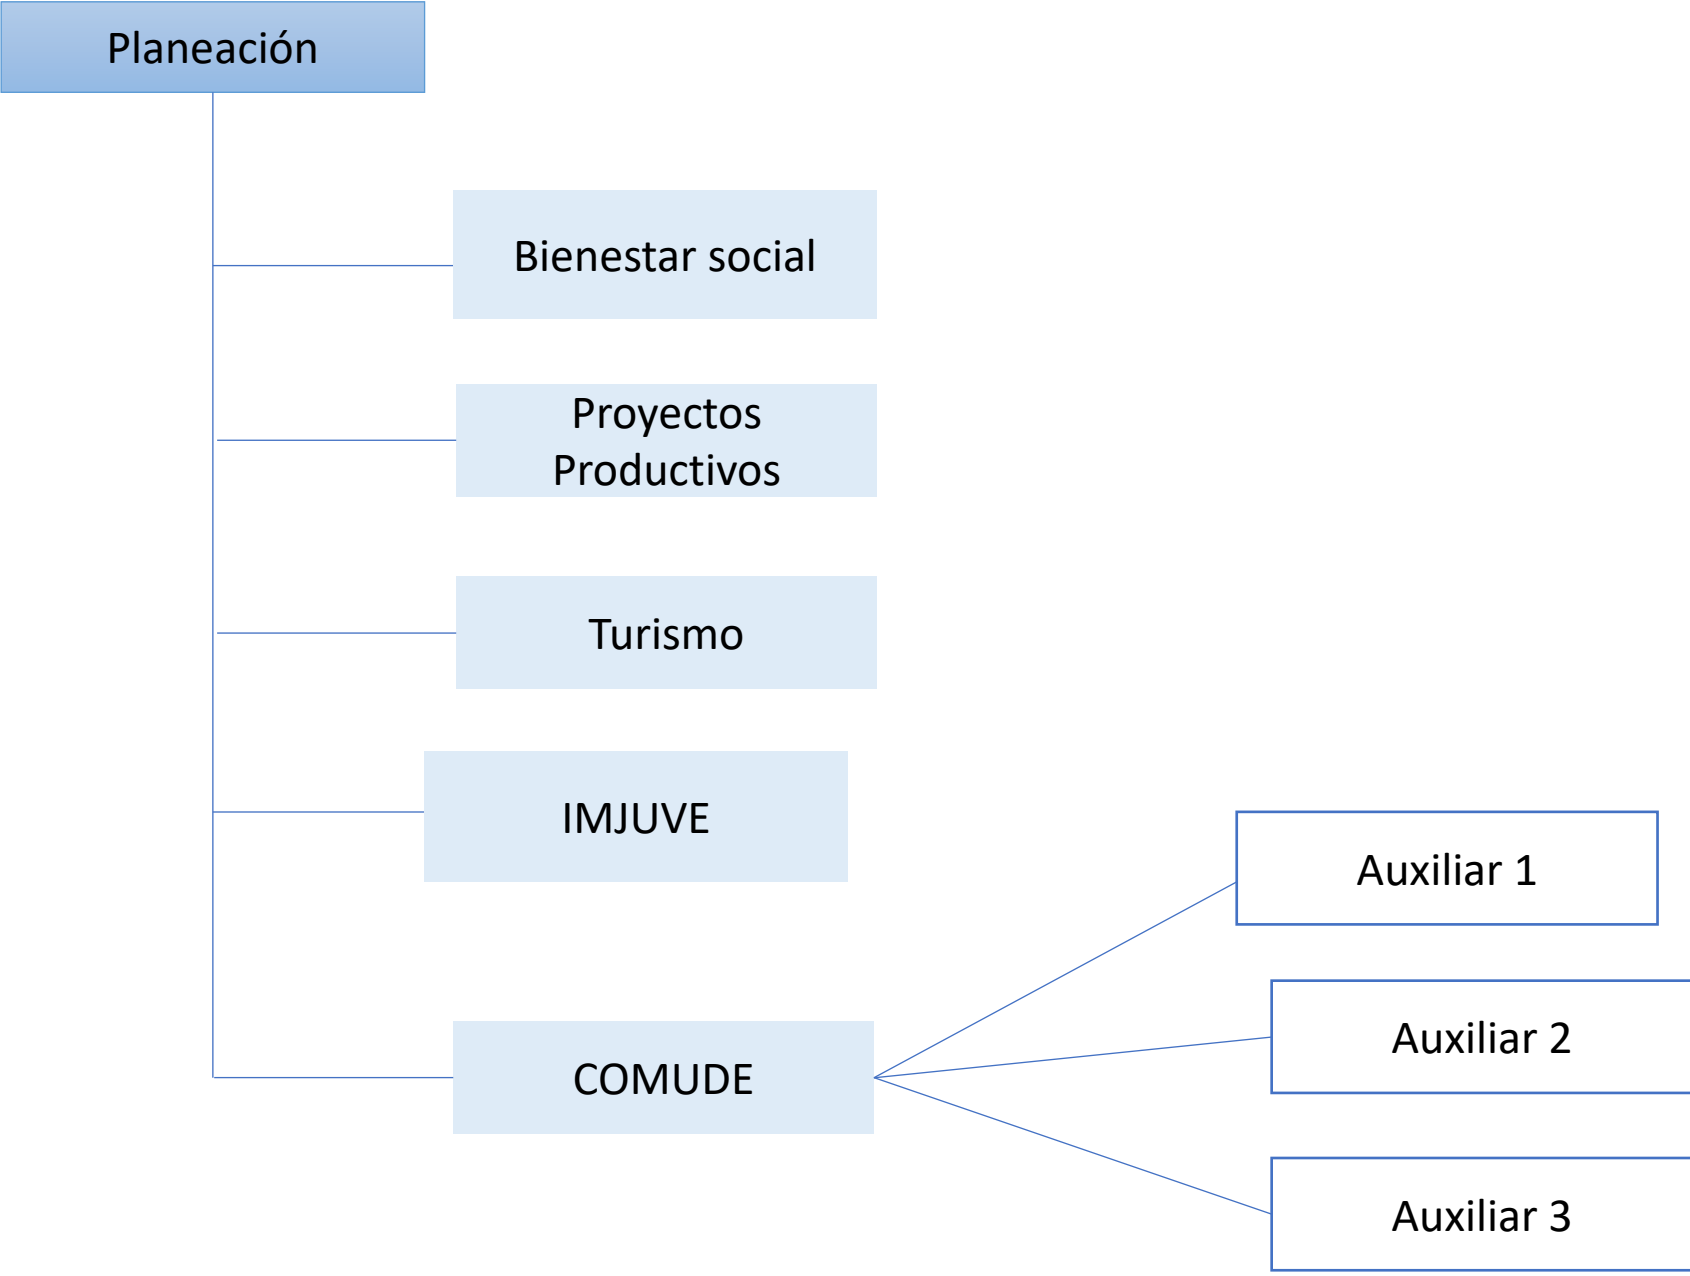 Planeación
Bienestar social
Proyectos
Productivos
Turismo
IMJUVE
COMUDE
Auxiliar 1
Auxiliar 2
Auxiliar 3